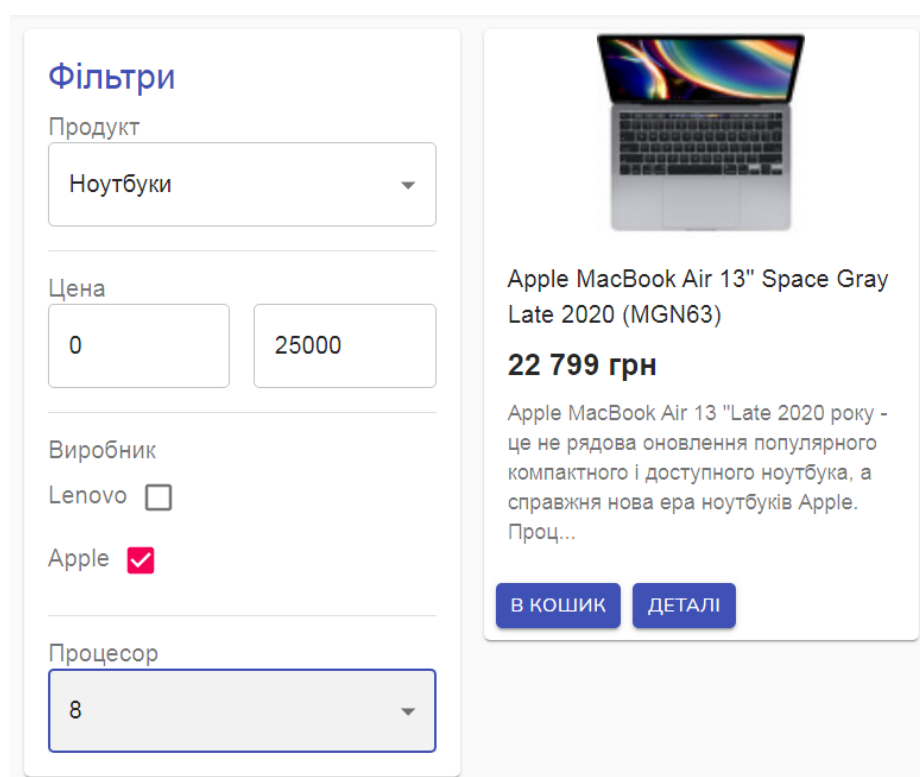 Фільтри
Продукт
Ноутбуки
Цена
0
25000
Виробник
Lenovo
Apple
Процесор
8
Apple MacBook Air 13" Space Gray
Late 2020 (MGN63)
22 799 грн
Apple MacBook Air 13 "Late 2020 року -
це не рядова оновлення популярного
компактного і доступного ноутбука, а
справжня нова ера ноутбуків Apple.
Проц...
В КОШИК
ДЕТАЛІ